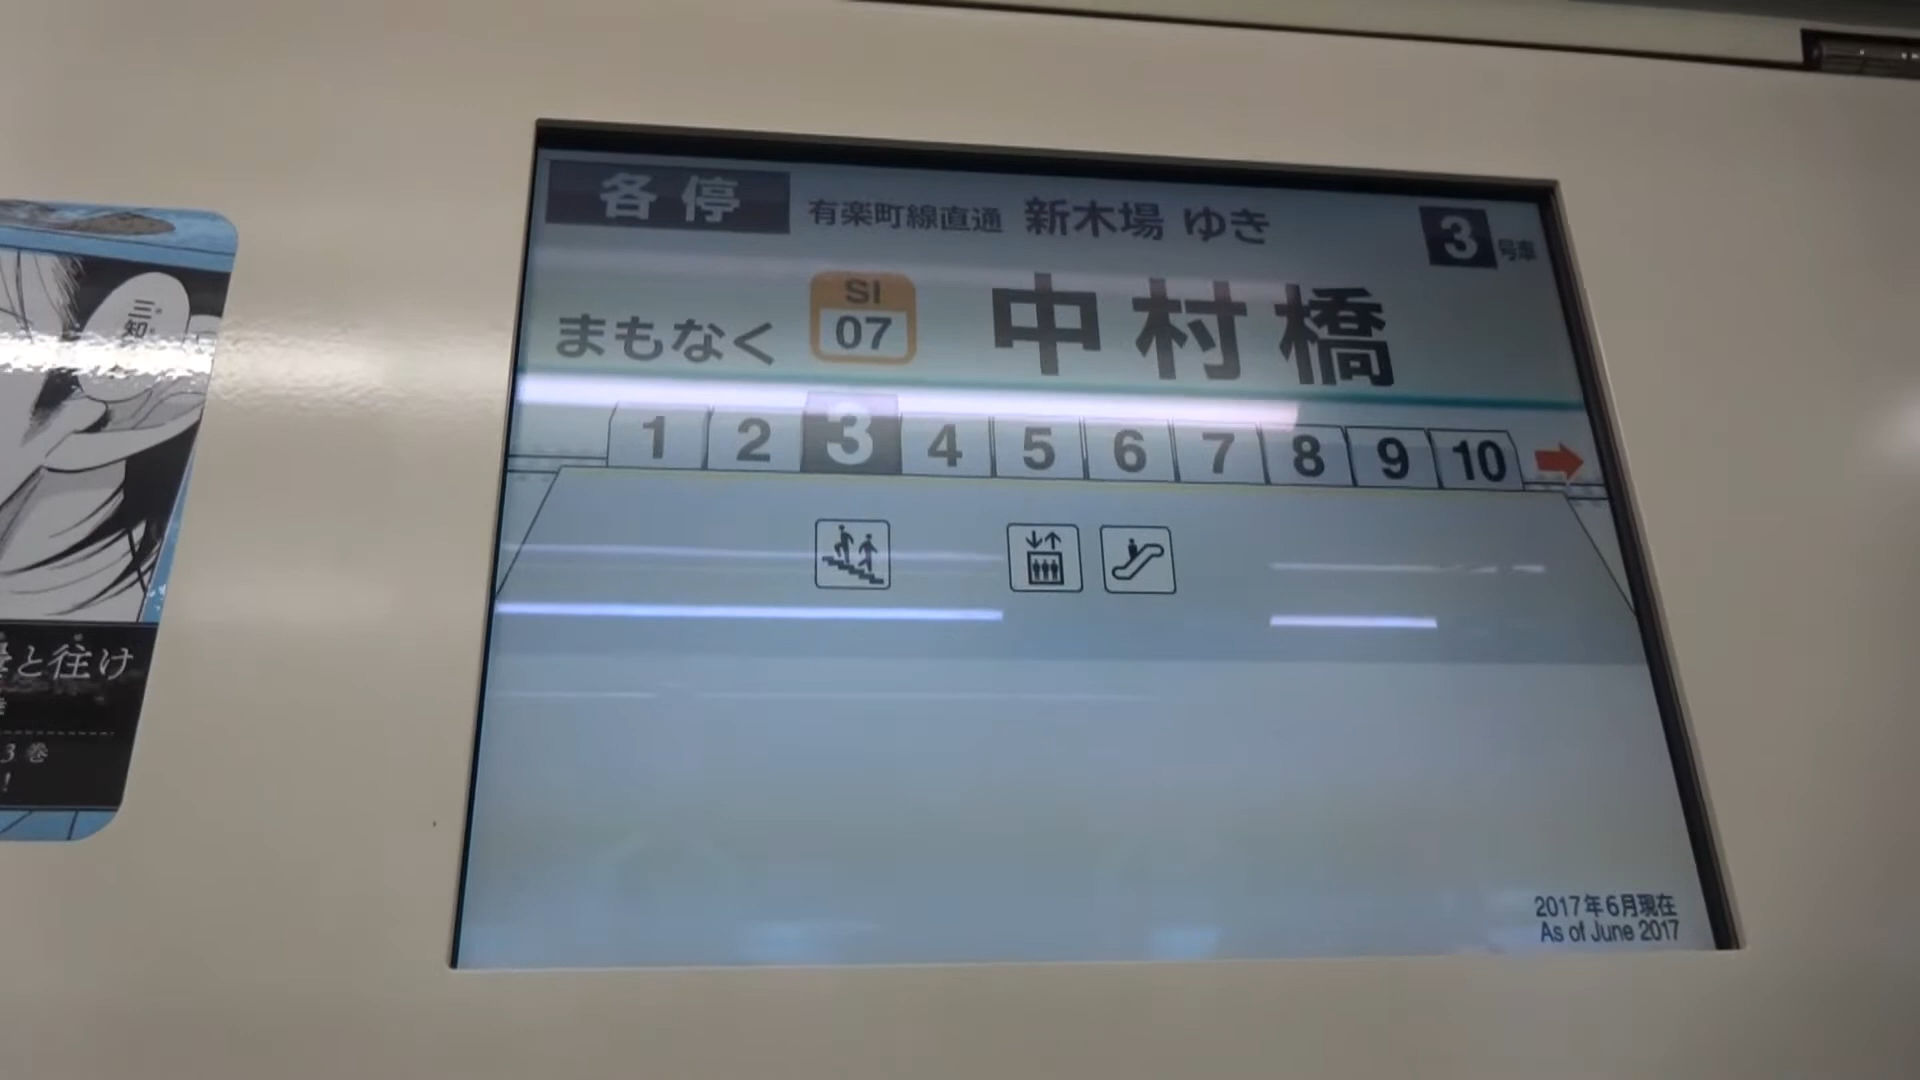 各停
有楽町線直通 新木場 ゆき
3号車
まもなく
SI
07
中村橋
1 2 3 4 5 6 7 8 9 10
2017年6月現在
As of June 2017
三知
と往け
3 巻
!